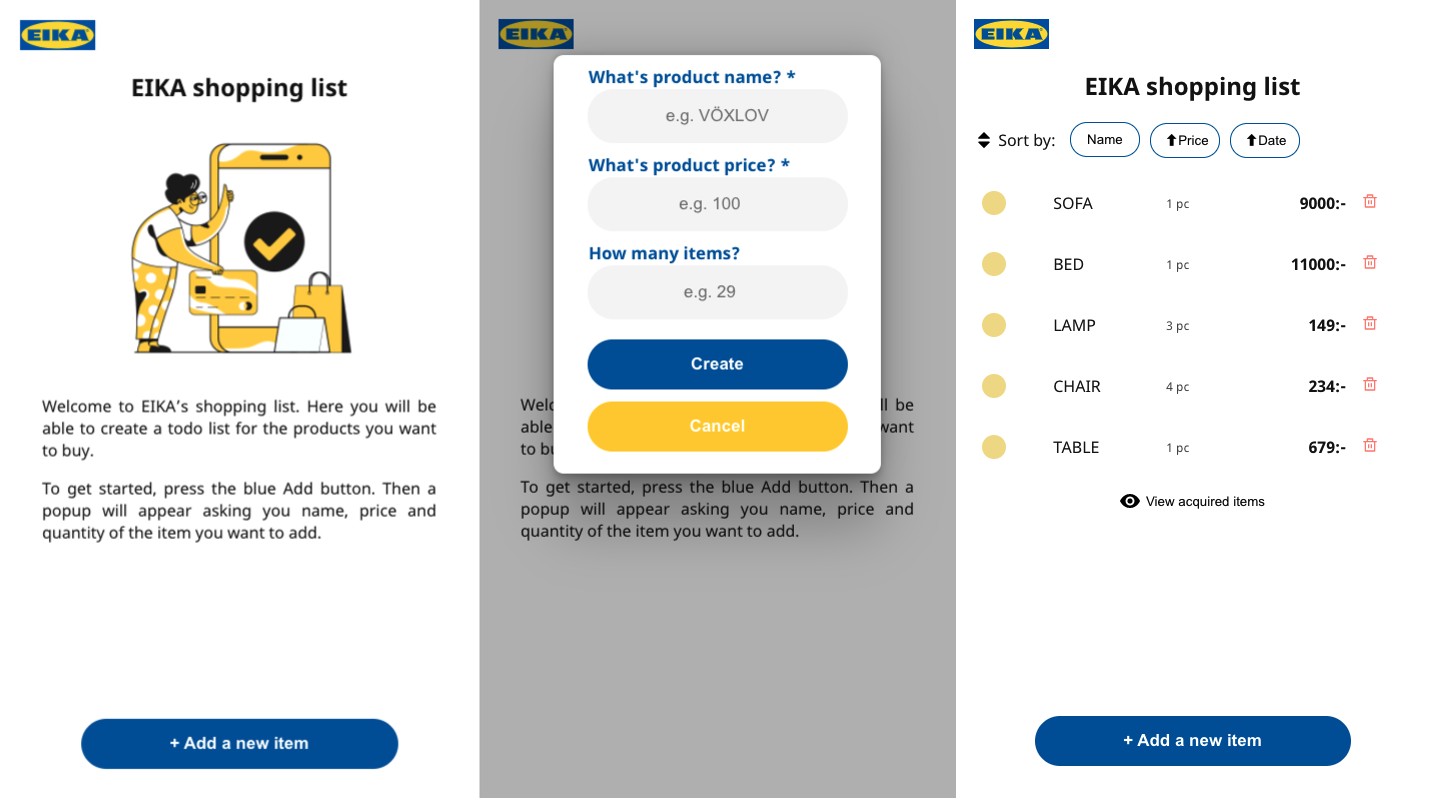 EIKA
EIKA shopping list
Welcome to EIKA’s shopping list. Here you will be
able to create a todo list for the products you want
to buy.
To get started, press the blue Add button. Then a
popup will appear asking you name, price and
quantity of the item you want to add.
+ Add a new item
EIKA
What's product name? *
e.g. VÖXLOV
What's product price? *
e.g. 100
How many items?
e.g. 29
Create
Cancel
be
able want
to
To get started, press the blue Add button. Then a
popup will appear asking you name, price and
quantity of the item you want to add.
EIKA
EIKA shopping list
Sort by: Name Price Date
SOFA 1 pc 9000:-
BED 1 pc 11000:-
LAMP 3 pc 149:-
CHAIR 4 pc 234:-
TABLE 1 pc 679:-
View acquired items
+ Add a new item